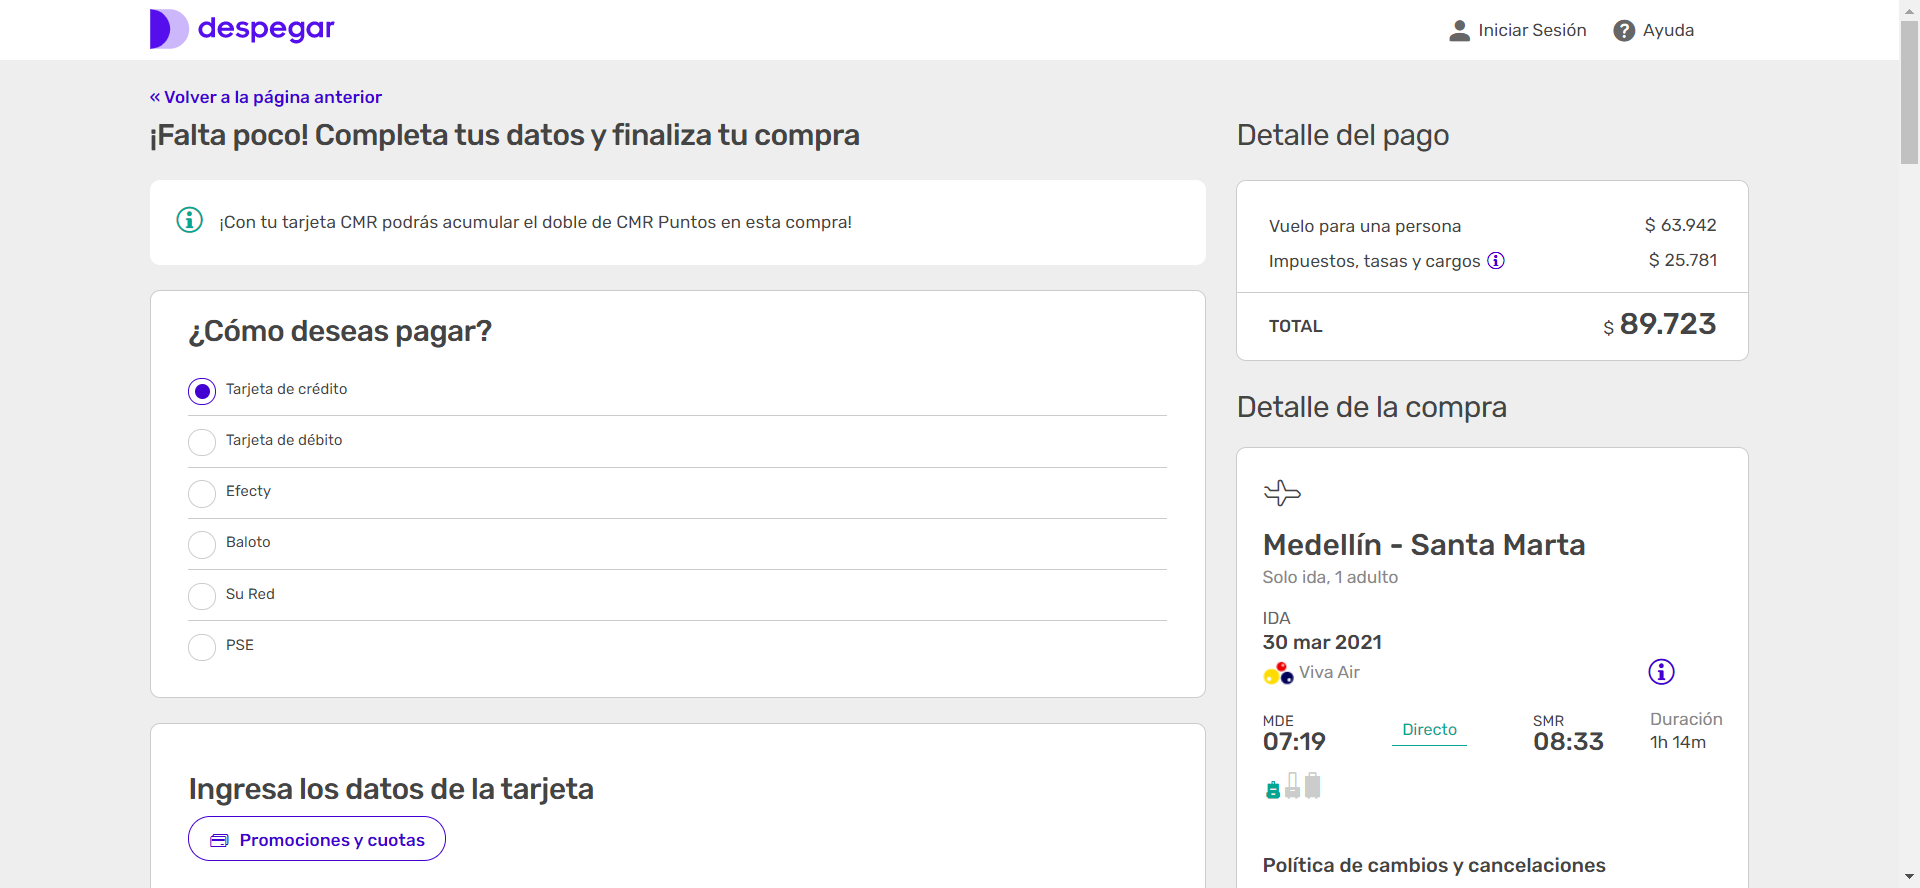 despegar
Iniciar Sesión
? Ayuda
« Volver a la página anterior
¡Falta poco! Completa tus datos y finaliza tu compra
¡Con tu tarjeta CMR podrás acumular el doble de CMR Puntos en esta compra!
¿Cómo deseas pagar?
Tarjeta de crédito
Tarjeta de débito
Efecty
Baloto
Su Red
PSE
Ingresa los datos de la tarjeta
Promociones y cuotas
Detalle del pago
Vuelo para una persona $ 63.942
Impuestos, tasas y cargos $ 25.781
TOTAL $ 89.723
Detalle de la compra
Medellín - Santa Marta
Solo ida, 1 adulto
IDA
30 mar 2021
Viva Air
MDE SMR Duración
07:19 Directo 08:33 1h 14m
Política de cambios y cancelaciones